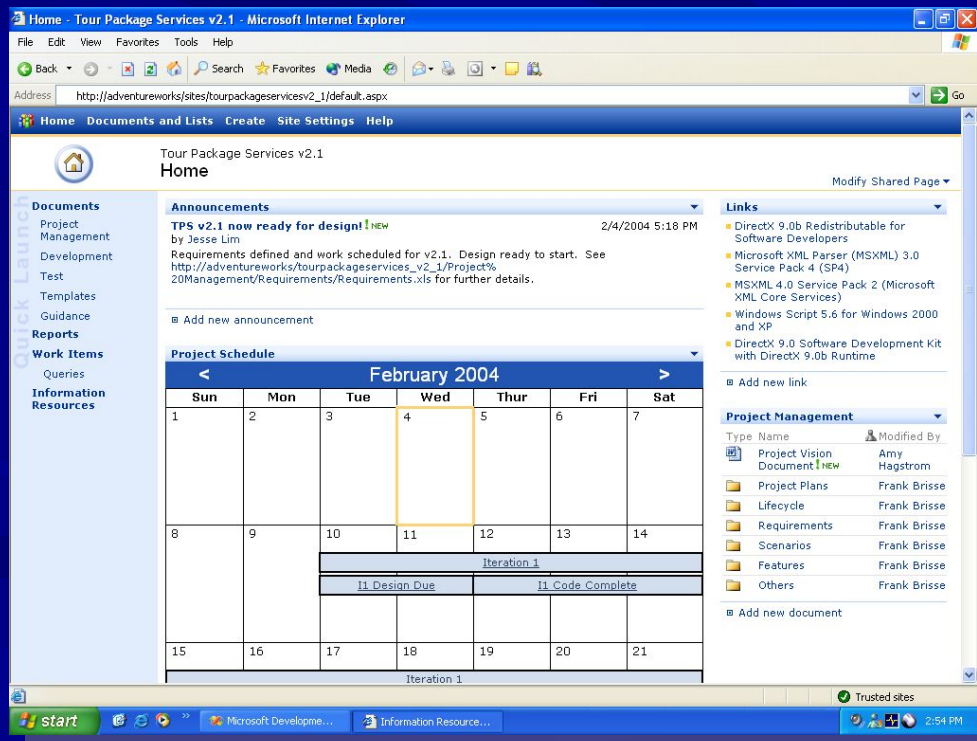 Home - Tour Package Services v2.1 - Microsoft Internet Explorer
File Edit View Favorites Tools Help
Back Search Favorites Media
Address http://adventureworks/sites/tourpackageservicesv2_1/default.aspx Go
Home Documents and Lists Create Site Settings Help
Tour Package Services v2.1
Home
Modify Shared Page
Quick Launch
Documents
Project
Management
Development
Test
Templates
Guidance
Reports
Work Items
Queries
Information
Resources
Announcements
TPS v2.1 now ready for design! NEW 2/4/2004 5:18 PM
by Jesse Lim
Requirements defined and work scheduled for v2.1. Design ready to start. See
http://adventureworks/tourpackageservices_v2_1/Project%
20Management/Requirements/Requirements.xls for further details.
Add new announcement
Project Schedule
< February 2004 >
Sun Mon Tue Wed Thur Fri Sat
1 2 3 4 5 6 7
8 9 10 11 12 13 14
Iteration 1
I1 Design Due I1 Code Complete
15 16 17 18 19 20 21
Iteration 1
Links
DirectX 9.0b Redistributable for
Software Developers
Microsoft XML Parser (MSXML) 3.0
Service Pack 4 (SP4)
MSXML 4.0 Service Pack 2 (Microsoft
XML Core Services)
Windows Script 5.6 for Windows 2000
and XP
DirectX 9.0 Software Development Kit
with DirectX 9.0b Runtime
Add new link
Project Management
Type Name Modified By
Project Vision Amy
Document ! NEW Hagstrom
Project Plans Frank Brisse
Lifecycle Frank Brisse
Requirements Frank Brisse
Scenarios Frank Brisse
Features Frank Brisse
Others Frank Brisse
Add new document
Trusted sites
start Microsoft Developme... Information Resource... 2:54 PM